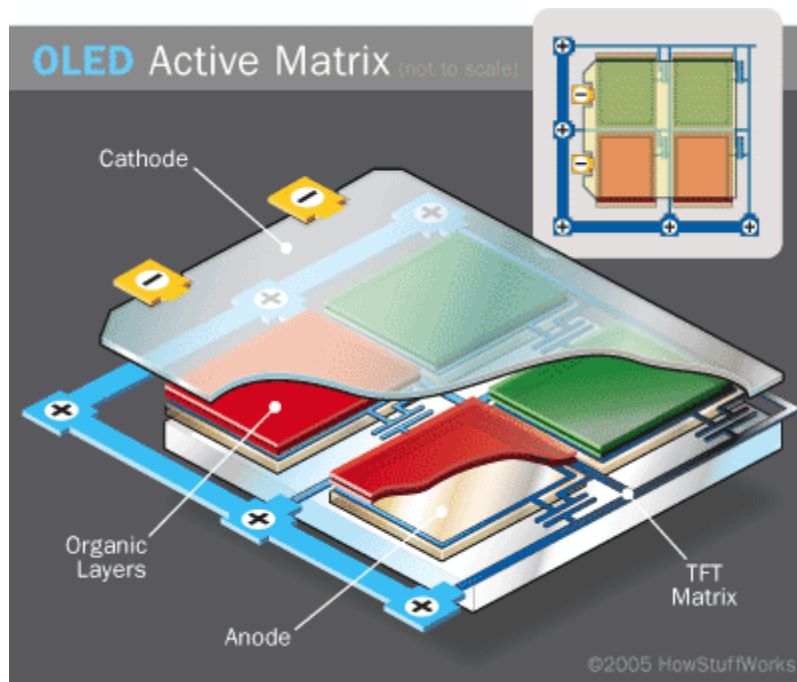 OLED Active Matrix (not to scale)
Cathode
Organic
Layers
Anode
TFT
Matrix
©2005 HowStuffWorks